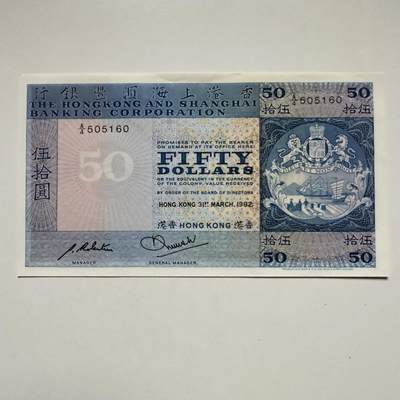 行銀豐滙海上港香
THE HONGKONG AND SHANGHAI
BANKING CORPORATION
50
50
拾伍
拾伍
505160
505160
50
伍拾圓
PROMISES TO PAY THE BEARER
ON DEMAND AT ITS OFFICE HERE
FIFTY
DOLLARS
OR THE EQUIVALENT IN THE CURRENCY
OF THE COLONY, VALUE RECEIVED
BY ORDER OF THE BOARD OF DIRECTORS
HONG KONG 31ST MARCH, 1982
港香 HONG KONG 港香
拾伍
拾伍
50
50
MANAGER
GENERAL MANAGER